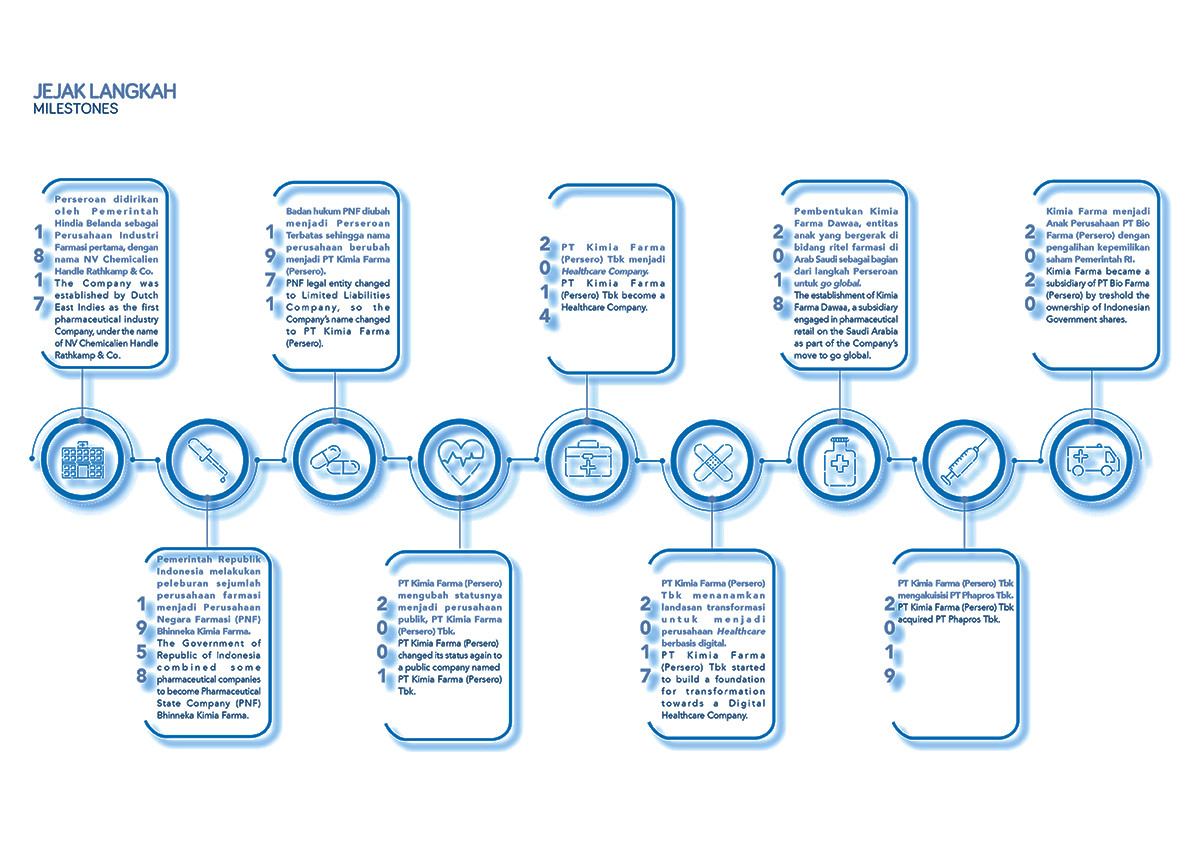 JEJAK LANGKAH
MILESTONES
1817
Perseroan didirikan
oleh Pemerintah
Hindia Belanda sebagai
Perusahaan Industri
Farmasi pertama, dengan
nama NV Chemicalien
Handle Rathkamp & Co.
The Company was
established by Dutch
East Indies as the first
pharmaceutical industry
Company, under the name
of NV Chemicalien Handle
Rathkamp & Co.
1958
Pemerintah Republik
Indonesia melakukan
peleburan sejumlah
perusahaan farmasi
menjadi Perusahaan
Negara Farmasi (PNF)
Bhinneka Kimia Farma.
The Government of
Republic of Indonesia
combined some
pharmaceutical companies
to become Pharmaceutical
State Company (PNF)
Bhinneka Kimia Farma.
1971
Badan hukum PNF diubah
menjadi Perseroan
Terbatas sehingga nama
perusahaan berubah
menjadi PT Kimia Farma
(Persero).
PNF legal entity changed
to Limited Liabilities
Company, so the
Company's name changed
to PT Kimia Farma
(Persero).
2001
PT Kimia Farma (Persero)
mengubah statusnya
menjadi perusahaan
publik, PT Kimia Farma
(Persero) Tbk.
PT Kimia Farma (Persero)
changed its status again to
a public company named
PT Kimia Farma (Persero)
Tbk.
2014
PT Kimia Farma
(Persero) Tbk menjadi
Healthcare Company.
PT Kimia Farma
(Persero) Tbk become a
Healthcare Company.
2017
PT Kimia Farma (Persero)
Tbk menanamkan
landasan transformasi
untuk menjadi
perusahaan Healthcare
berbasis digital.
PT Kimia Farma
(Persero) Tbk started
to build a foundation
for transformation
towards a Digital
Healthcare Company.
2018
Pembentukan Kimia
Farma Dawaa, entitas
anak yang bergerak di
bidang ritel farmasi di
Arab Saudi sebagai bagian
dari langkah Perseroan
untuk go global.
The establishment of Kimia
Farma Dawaa, a subsidiary
engaged in pharmaceutical
retail on the Saudi Arabia
as part of the Company's
move to go global.
2019
PT Kimia Farma (Persero) Tbk
mengakuisisi PT Phapros Tbk.
PT Kimia Farma (Persero) Tbk
acquired PT Phapros Tbk.
2020
Kimia Farma menjadi
Anak Perusahaan PT Bio
Farma (Persero) dengan
pengalihan kepemilikan
saham Pemerintah RI.
Kimia Farma became a
subsidiary of PT Bio Farma
(Persero) by treshold the
ownership of Indonesian
Government shares.